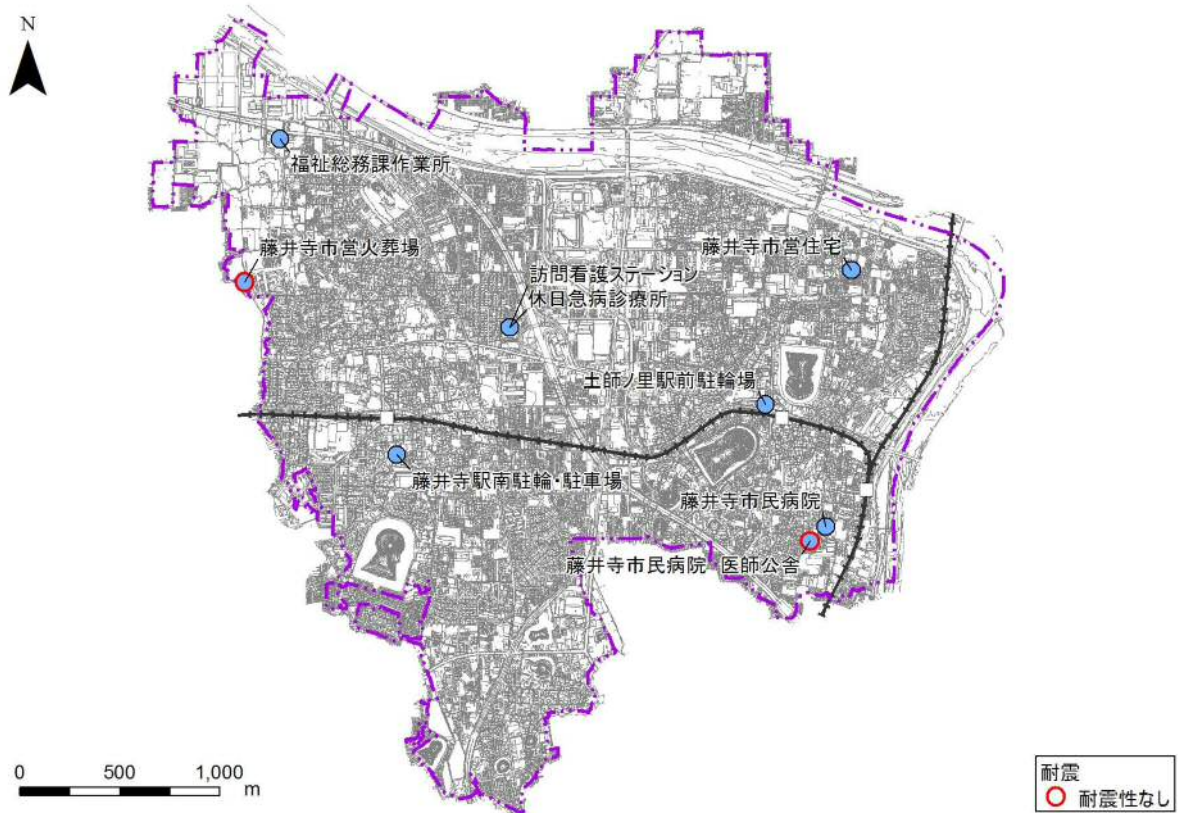 N
福祉総務課作業所
藤井寺市営火葬場
藤井寺市営住宅
訪問看護ステーション
休日急病診療所
土師ノ里駅前駐輪場
藤井寺駅南駐輪・駐車場
藤井寺市民病院
藤井寺市民病院 医師公舎
0 500 1,000
m
耐震
耐震性なし